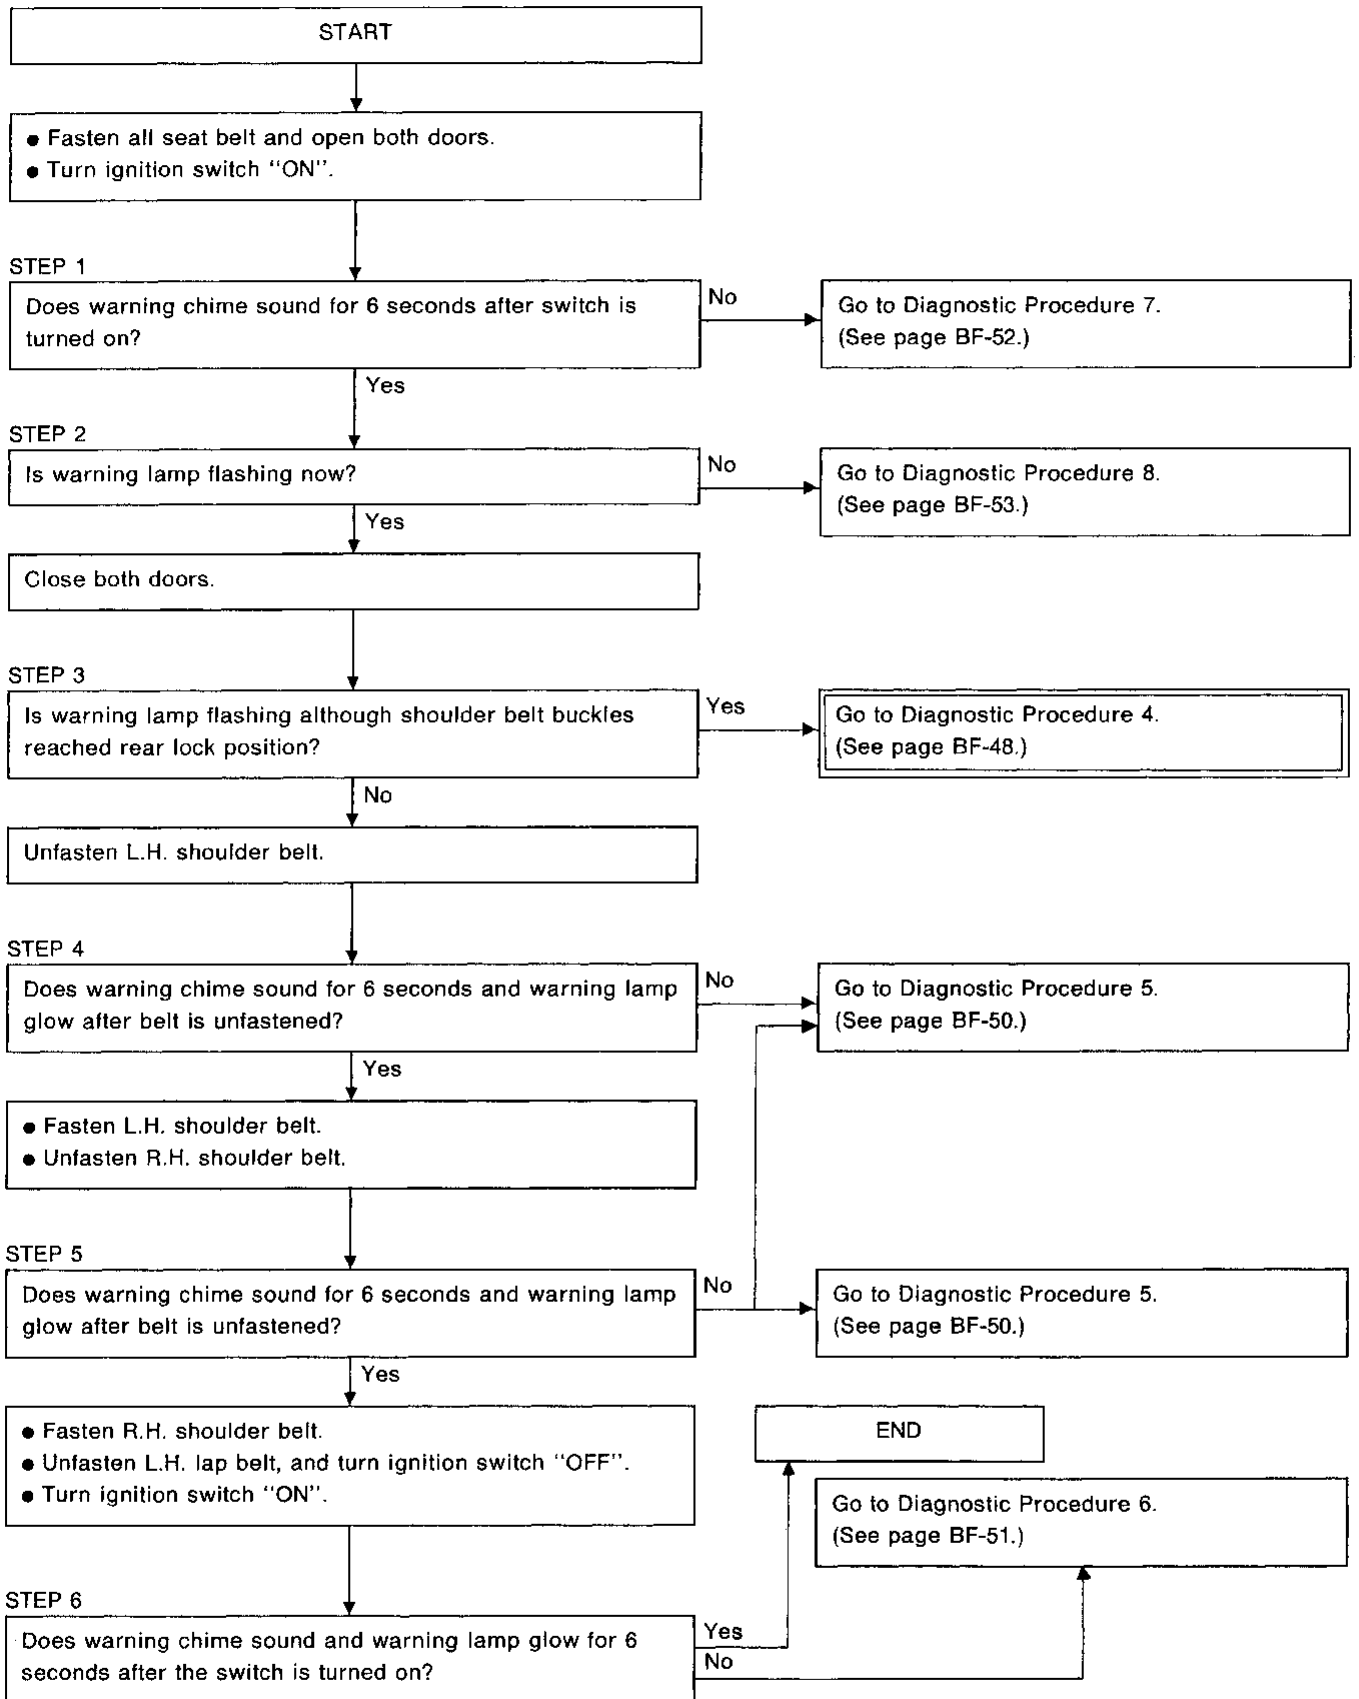 START
● Fasten all seat belt and open both doors.
● Turn ignition switch "ON".
STEP 1
Does warning chime sound for 6 seconds after switch is
turned on?
No
Go to Diagnostic Procedure 7.
(See page BF-52.)
Yes
STEP 2
Is warning lamp flashing now?
No
Go to Diagnostic Procedure 8.
(See page BF-53.)
Yes
Close both doors.
STEP 3
Is warning lamp flashing although shoulder belt buckles
reached rear lock position?
Yes
Go to Diagnostic Procedure 4.
(See page BF-48.)
No
Unfasten L.H. shoulder belt.
STEP 4
Does warning chime sound for 6 seconds and warning lamp
glow after belt is unfastened?
No
Go to Diagnostic Procedure 5.
(See page BF-50.)
Yes
● Fasten L.H. shoulder belt.
● Unfasten R.H. shoulder belt.
STEP 5
Does warning chime sound for 6 seconds and warning lamp
glow after belt is unfastened?
No
Go to Diagnostic Procedure 5.
(See page BF-50.)
Yes
● Fasten R.H. shoulder belt.
● Unfasten L.H. lap belt, and turn ignition switch "OFF".
● Turn ignition switch "ON".
END
Go to Diagnostic Procedure 6.
(See page BF-51.)
STEP 6
Does warning chime sound and warning lamp glow for 6
seconds after the switch is turned on?
Yes
No